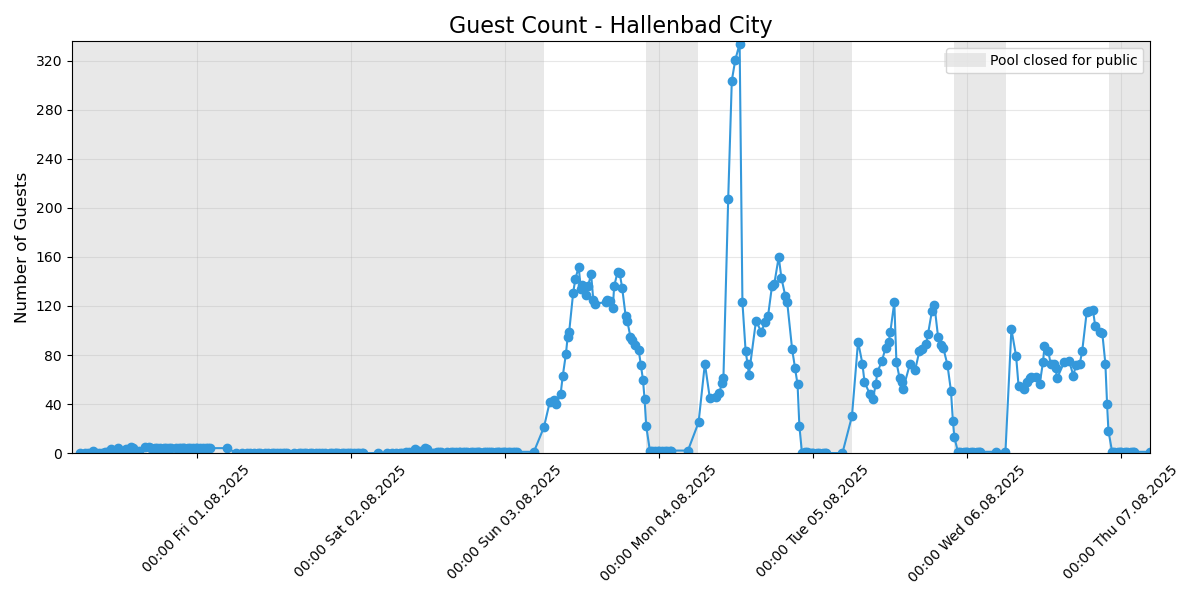 Guest Count - Hallenbad City
Pool closed for public
Number of Guests
320
280
240
200
160
120
80
40
0
00:00 Fri 01.08.2025
00:00 Sat 02.08.2025
00:00 Sun 03.08.2025
00:00 Mon 04.08.2025
00:00 Tue 05.08.2025
00:00 Wed 06.08.2025
00:00 Thu 07.08.2025